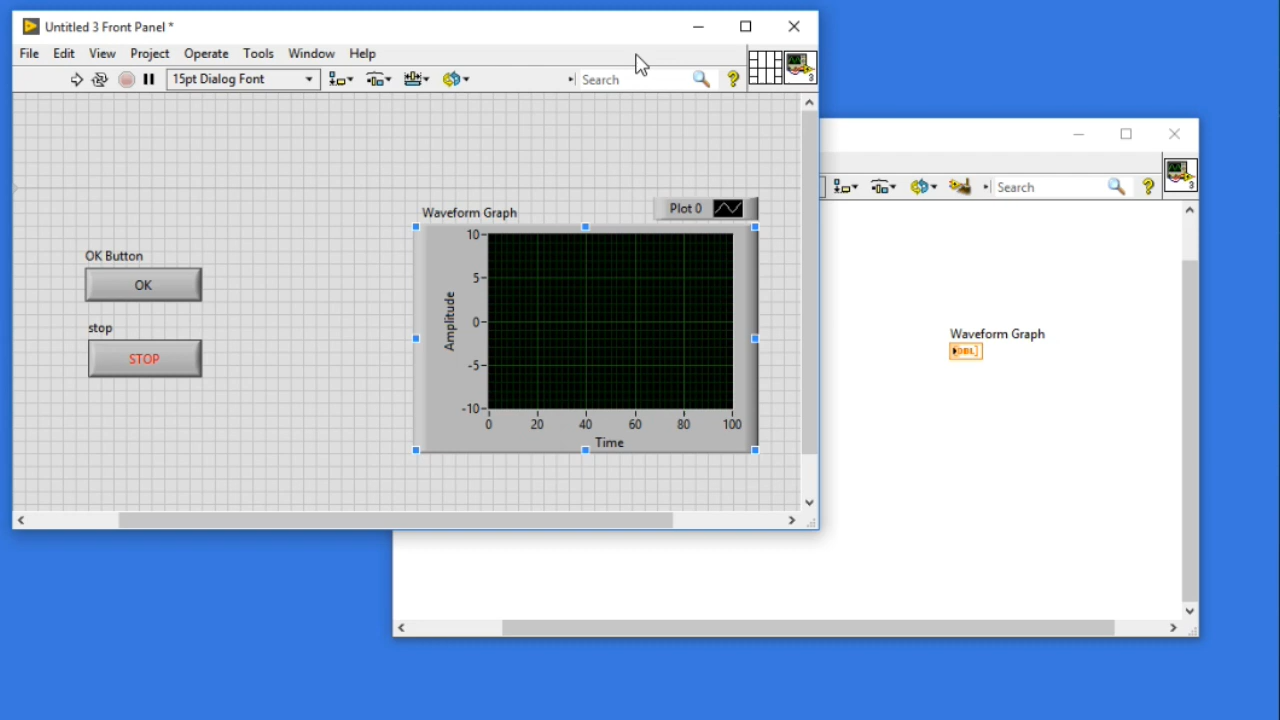 Untitled 3 Front Panel *
File Edit View Project Operate Tools Window Help
15pt Dialog Font
Search
?
3
Search
?
3
Waveform Graph
Plot 0
OK Button
OK
stop
STOP
Amplitude
10
5
0
-5
-10
0 20 40 60 80 100
Time
Waveform Graph
DBL